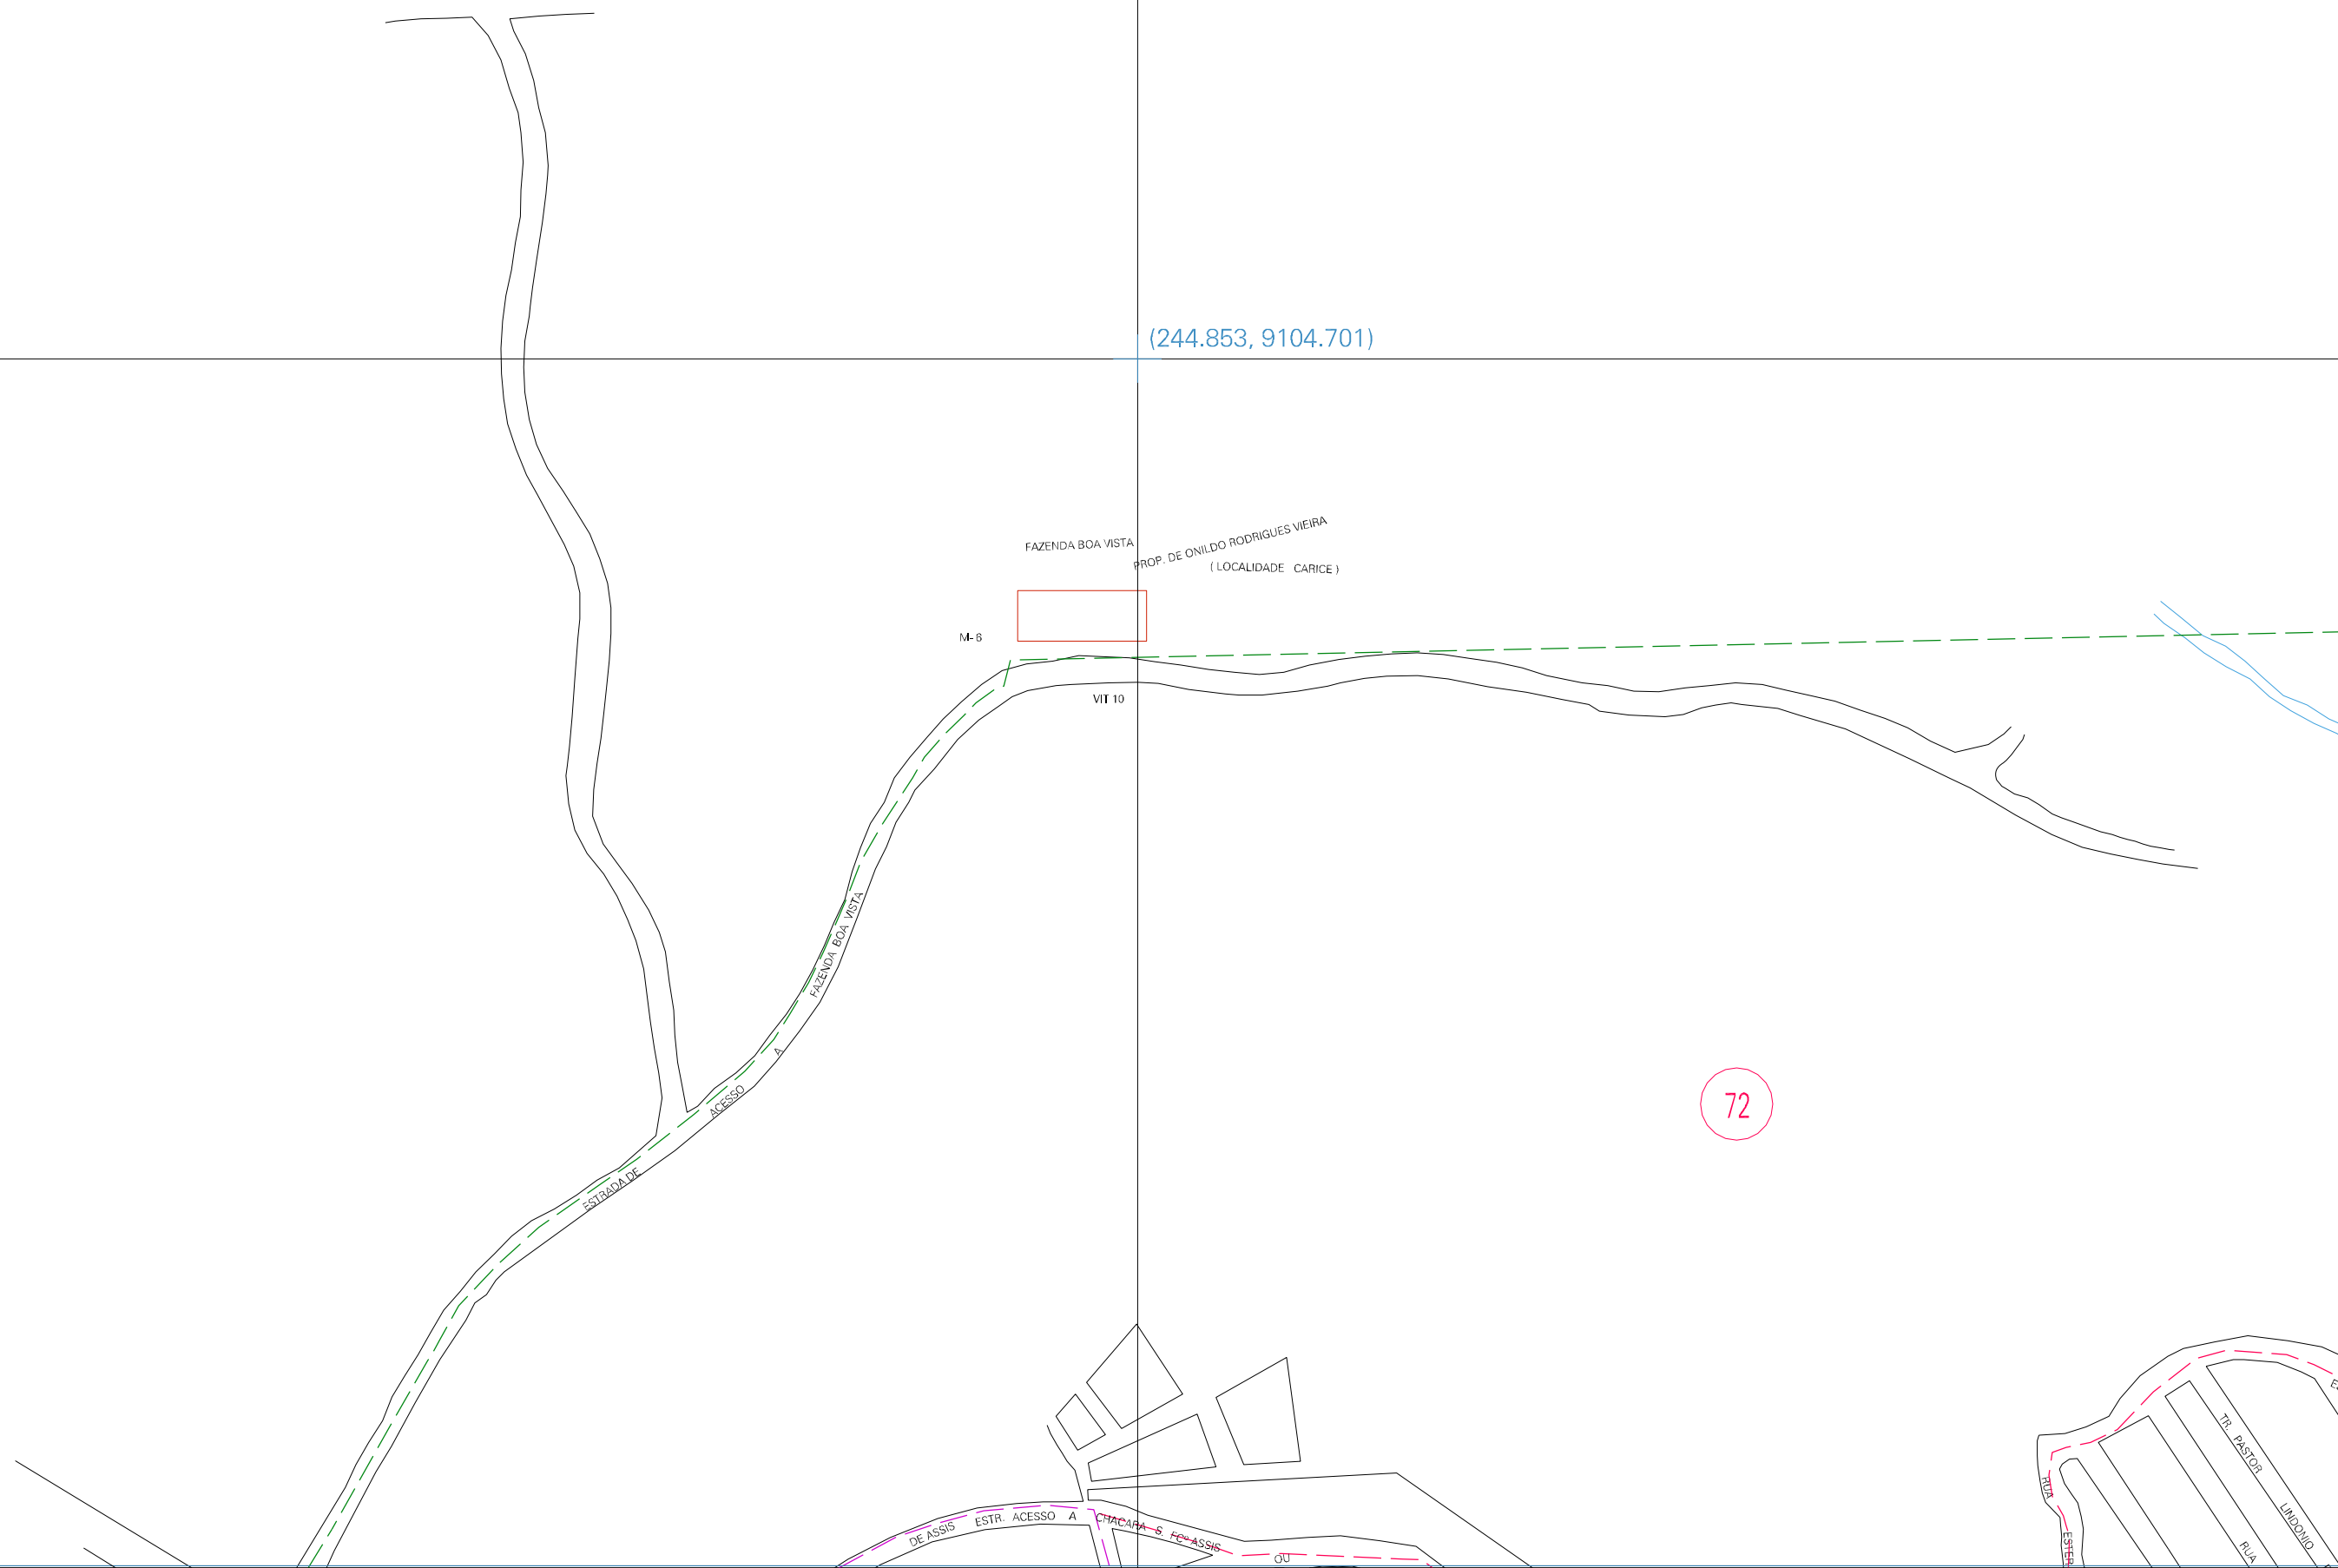 (244.853, 9104.701)
PROP. DE ONILDO RODRIGUES VIEIRA
FAZENDA BOA VISTA
( LOCALIDADE CARICE )
M- 6
VIT 10
ESTRADA DE ACESSO A FAZENDA BOA VISTA
72
TR. PASTOR LINDONIO
RUA ESTER
RUA
DE ASSIS
ESTR. ACESSO A CHACARA S. FCº ASSIS
OU